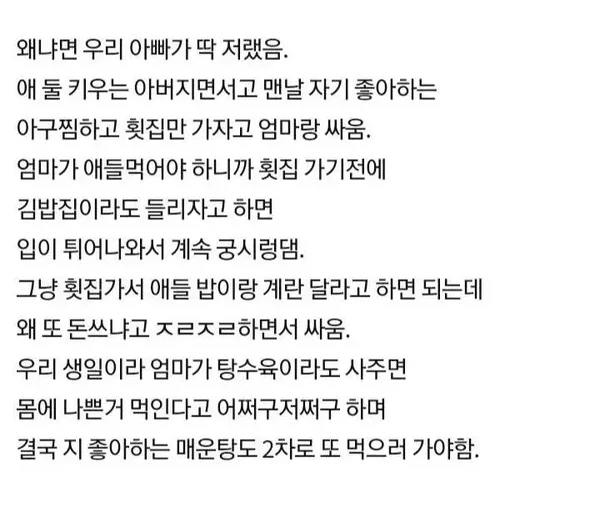 왜냐면 우리 아빠가 딱 저랬음.
애 둘 키우는 아버지면서고 맨날 자기 좋아하는
아구찜하고 횟집만 가자고 엄마랑 싸움.
엄마가 애들먹어야 하니까 횟집 가기전에
김밥집이라도 들리자고 하면
입이 튀어나와서 계속 궁시렁댐.
그냥 횟집가서 애들 밥이랑 계란 달라고 하면 되는데
왜 또 돈쓰냐고 ㅈㄹㅈㄹ하면서 싸움.
우리 생일이라 엄마가 탕수육이라도 사주면
몸에 나쁜거 먹인다고 어쩌구저쩌구 하며
결국 지 좋아하는 매운탕도 2차로 또 먹으러 가야함.